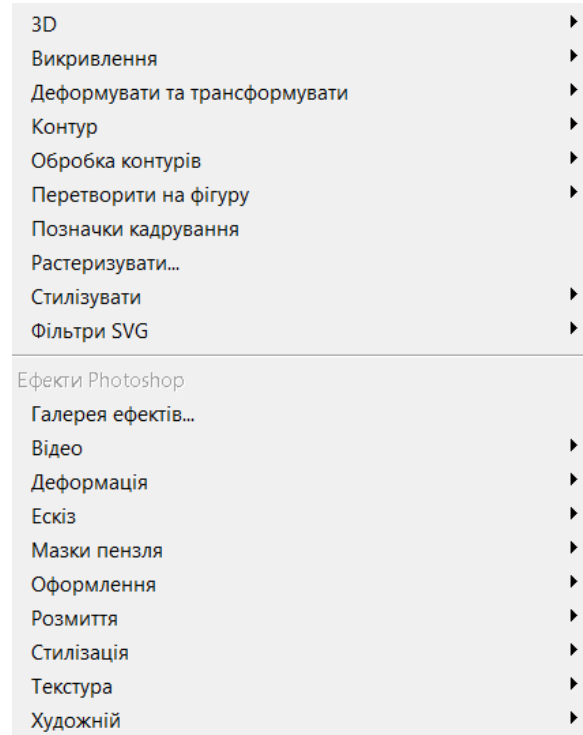 3D
Викривлення
Деформувати та трансформувати
Контур
Обробка контурів
Перетворити на фігуру
Позначки кадрування
Растеризувати...
Стилізувати
Фільтри SVG
Ефекти Photoshop
Галерея ефектів...
Відео
Деформація
Ескіз
Мазки пензля
Оформлення
Розмиття
Стилізація
Текстура
Художній